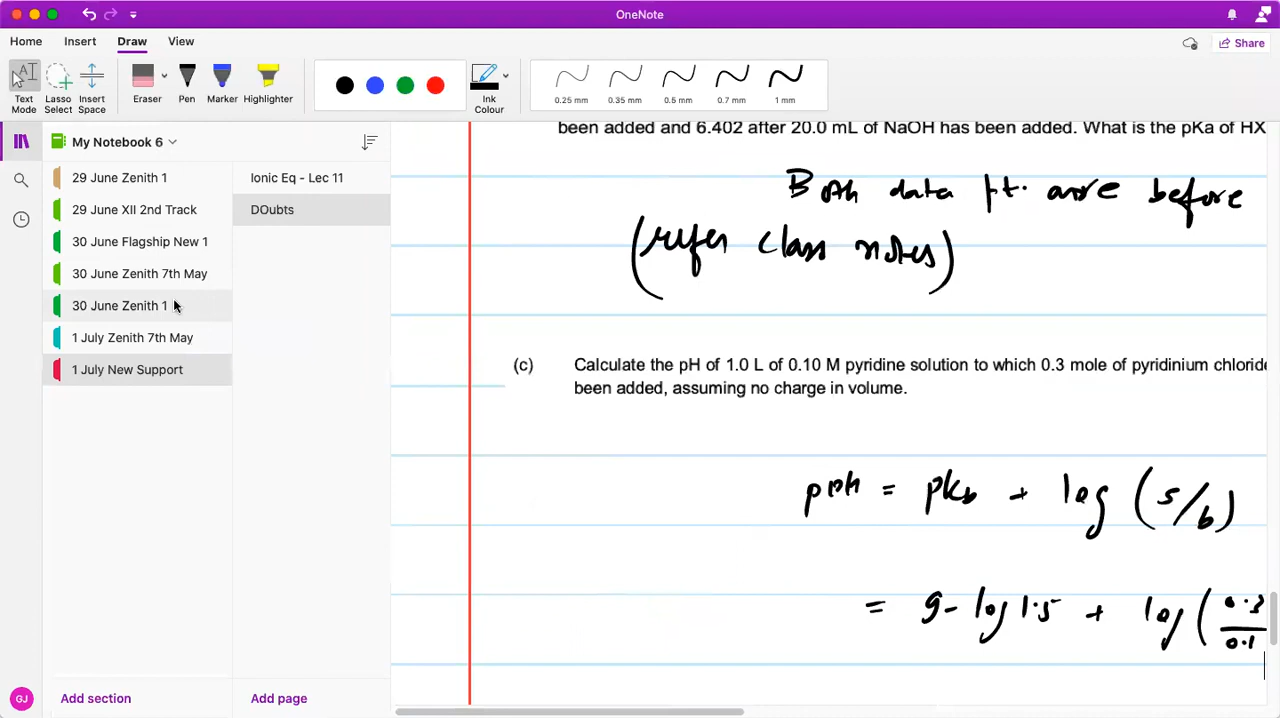 OneNote
Home Insert Draw View
Share
Text Mode
Lasso Select
Insert Space
Eraser
Pen
Marker
Highlighter
Ink Colour
0.25 mm
0.35 mm
0.5 mm
0.7 mm
1 mm
My Notebook 6
29 June Zenith 1
29 June XII 2nd Track
30 June Flagship New 1
30 June Zenith 7th May
30 June Zenith 1
1 July Zenith 7th May
1 July New Support
Ionic Eq - Lec 11
DOubts
GJ
Add section
Add page
been added and 6.402 after 20.0 mL of NaOH has been added. What is the pKa of HX
Both data pt. are before
(refer class notes)
(c) Calculate the pH of 1.0 L of 0.10 M pyridine solution to which 0.3 mole of pyridinium chloride
been added, assuming no charge in volume.
pOH = pKb + log (s/b)
= 9 - log 1.5 + log (0.3/0.1